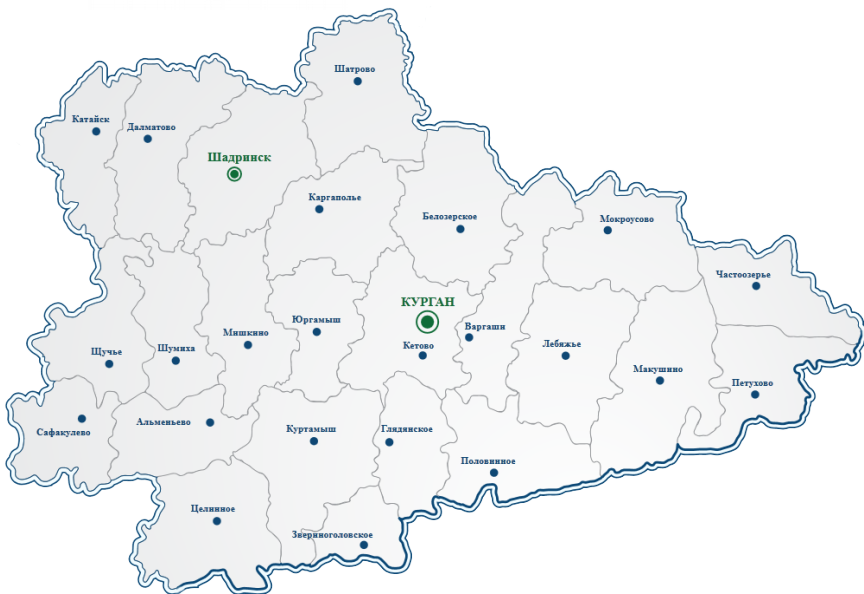 Шатрово
Катайск
Далматово
Шадринск
Каргаполье
Белозерское
Мокроусово
Частоозерье
КУРГАН
Юргамыш
Варгаши
Мишкино
Кетово
Лебяжье
Щучье
Шумиха
Макушино
Петухово
Альменьево
Сафакулево
Куртамыш
Глядянское
Половинное
Целинное
Звериноголовское